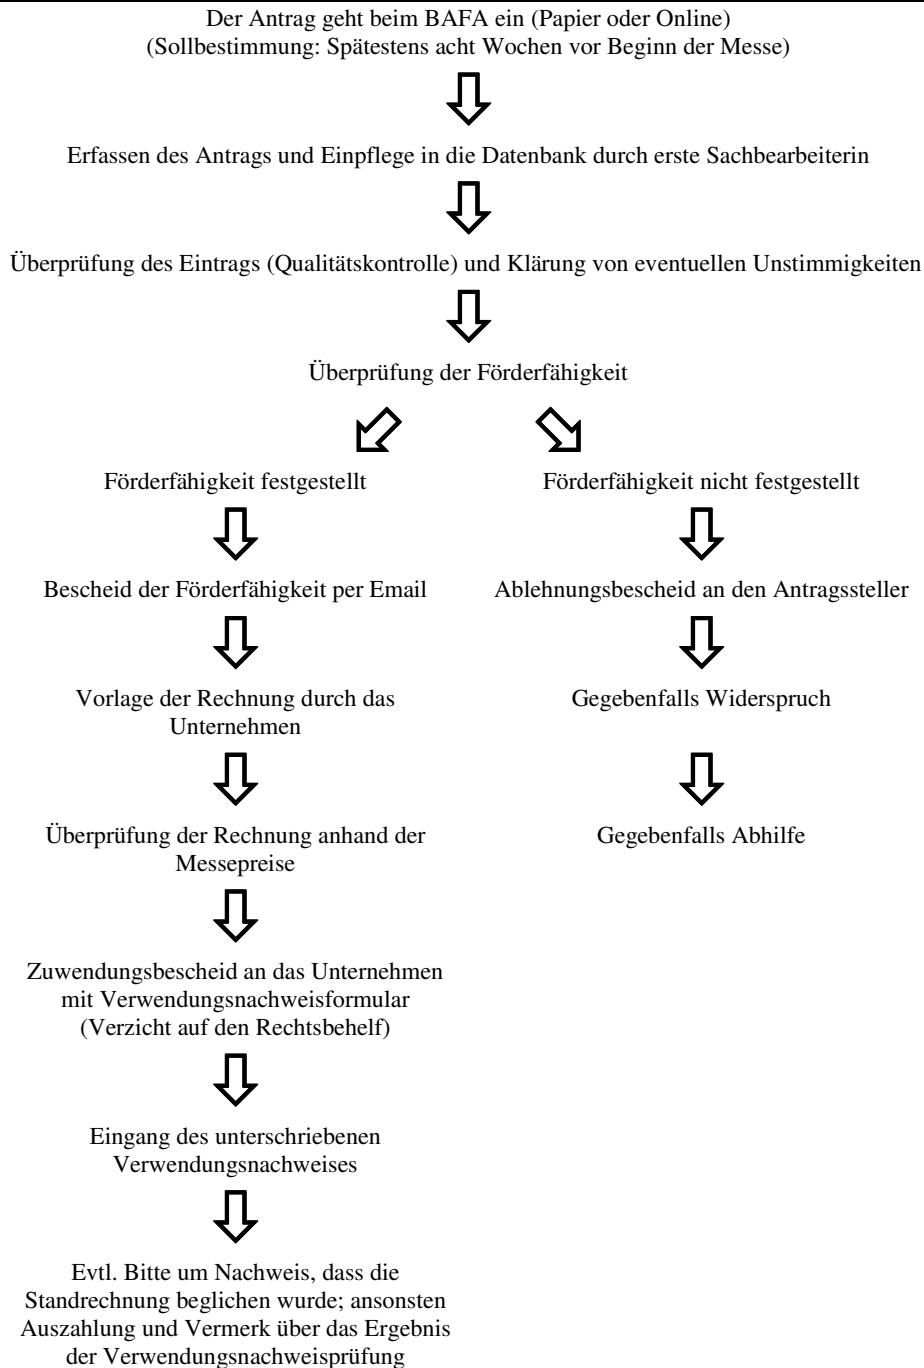 Der Antrag geht beim BAFA ein (Papier oder Online)
(Sollbestimmung: Spätestens acht Wochen vor Beginn der Messe)
Erfassen des Antrags und Einpflege in die Datenbank durch erste Sachbearbeiterin
Überprüfung des Eintrags (Qualitätskontrolle) und Klärung von eventuellen Unstimmigkeiten
Überprüfung der Förderfähigkeit
Förderfähigkeit festgestellt
Förderfähigkeit nicht festgestellt
Bescheid der Förderfähigkeit per Email
Ablehnungsbescheid an den Antragssteller
Vorlage der Rechnung durch das
Unternehmen
Gegebenfalls Widerspruch
Überprüfung der Rechnung anhand der
Messepreise
Gegebenfalls Abhilfe
Zuwendungsbescheid an das Unternehmen
mit Verwendungsnachweisformular
(Verzicht auf den Rechtsbehelf)
Eingang des unterschriebenen
Verwendungsnachweises
Evtl. Bitte um Nachweis, dass die
Standrechnung beglichen wurde; ansonsten
Auszahlung und Vermerk über das Ergebnis
der Verwendungsnachweisprüfung